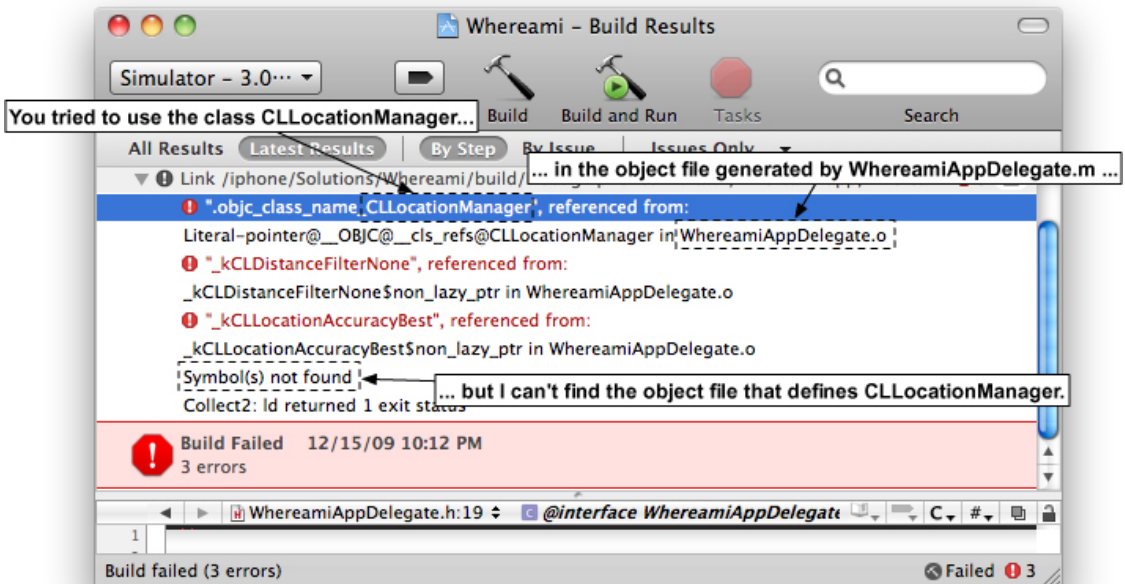 Whereami – Build Results
Simulator – 3.0···
You tried to use the class CLLocationManager...
Build
Build and Run
Tasks
Search
All Results
Latest Results
By Step
By Issue
Issues Only
... in the object file generated by WhereamiAppDelegate.m ...
Link /iphone/Solutions/Whereami/build/
".objc_class_name_CLLocationManager", referenced from:
Literal-pointer@__OBJC@__cls_refs@CLLocationManager in WhereamiAppDelegate.o
"_kCLDistanceFilterNone", referenced from:
_kCLDistanceFilterNone$non_lazy_ptr in WhereamiAppDelegate.o
"_kCLLocationAccuracyBest", referenced from:
_kCLLocationAccuracyBest$non_lazy_ptr in WhereamiAppDelegate.o
Symbol(s) not found
... but I can't find the object file that defines CLLocationManager.
Collect2: ld returned 1 exit status
Build Failed 12/15/09 10:12 PM
3 errors
WhereamiAppDelegate.h:19
@interface WhereamiAppDelegate
C
#
1
Build failed (3 errors)
Failed
3